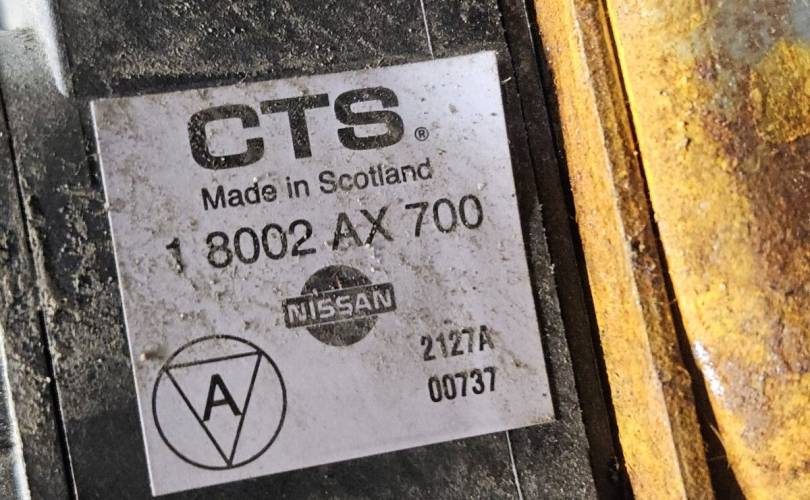 CTS®
Made in Scotland
1 8002 AX 700
NISSAN
2127A
A
00737